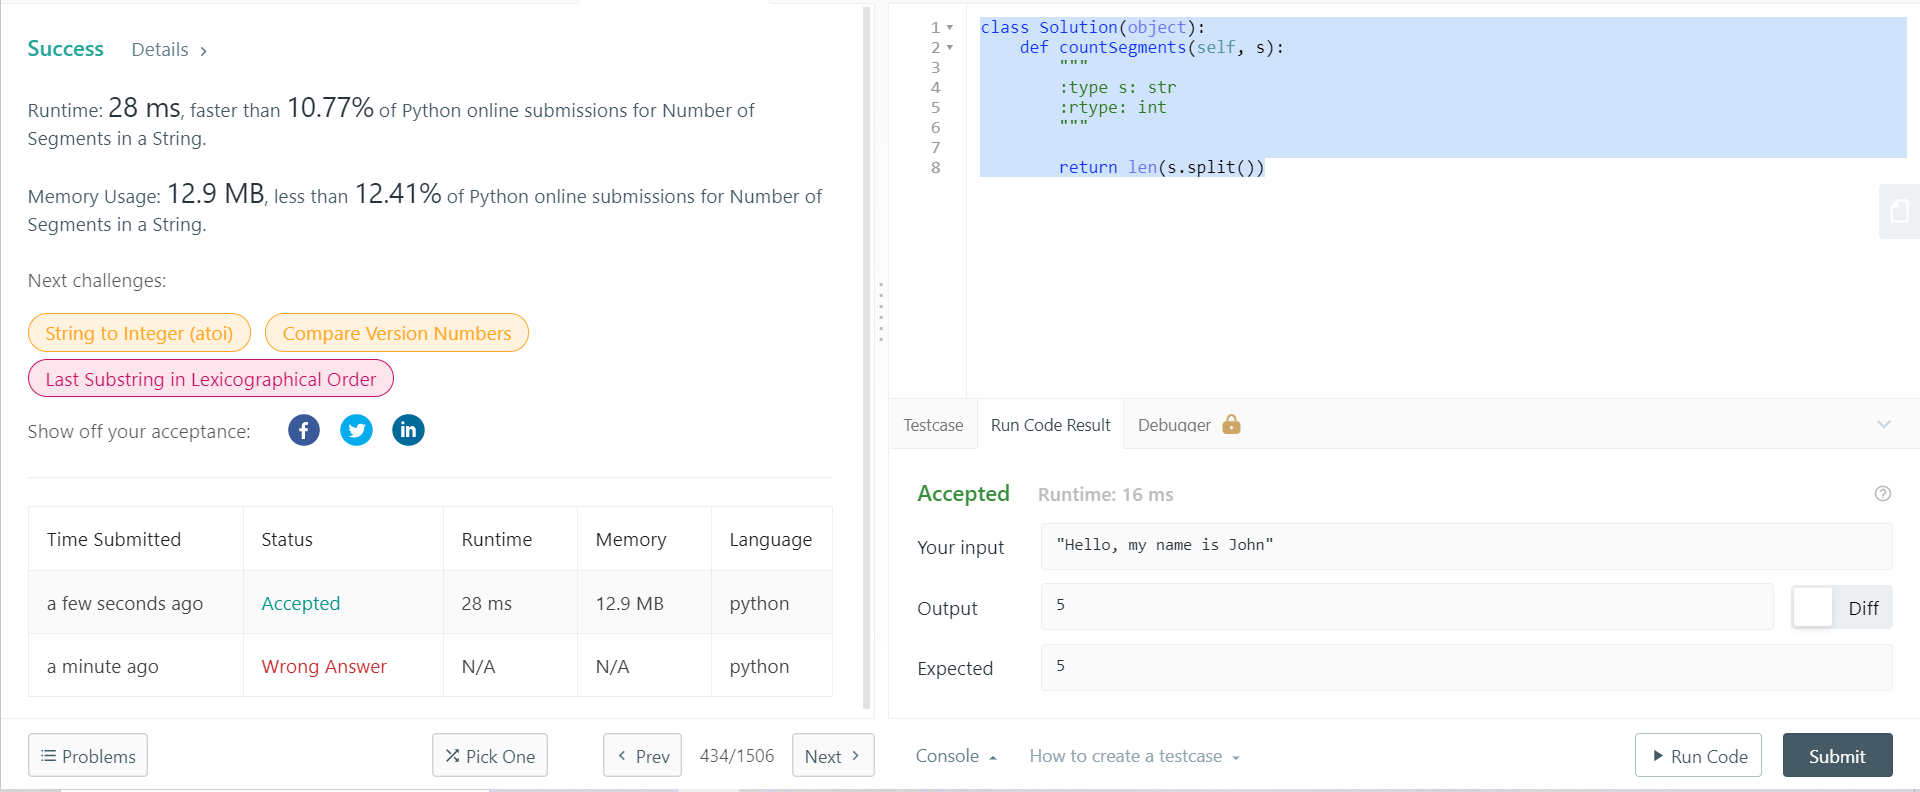 Success Details >
Runtime: 28 ms, faster than 10.77% of Python online submissions for Number of
Segments in a String.
Memory Usage: 12.9 MB, less than 12.41% of Python online submissions for Number of
Segments in a String.
Next challenges:
String to Integer (atoi) Compare Version Numbers
Last Substring in Lexicographical Order
Show off your acceptance: f in
Time Submitted Status Runtime Memory Language
a few seconds ago Accepted 28 ms 12.9 MB python
a minute ago Wrong Answer N/A N/A python
Problems Pick One < Prev 434/1506 Next >
1 class Solution(object):
2 def countSegments(self, s):
3 """
4 :type s: str
5 :rtype: int
6 """
7
8 return len(s.split())
Testcase Run Code Result Debugger
Accepted Runtime: 16 ms ?
Your input "Hello, my name is John"
Output 5 Diff
Expected 5
Console How to create a testcase Run Code Submit